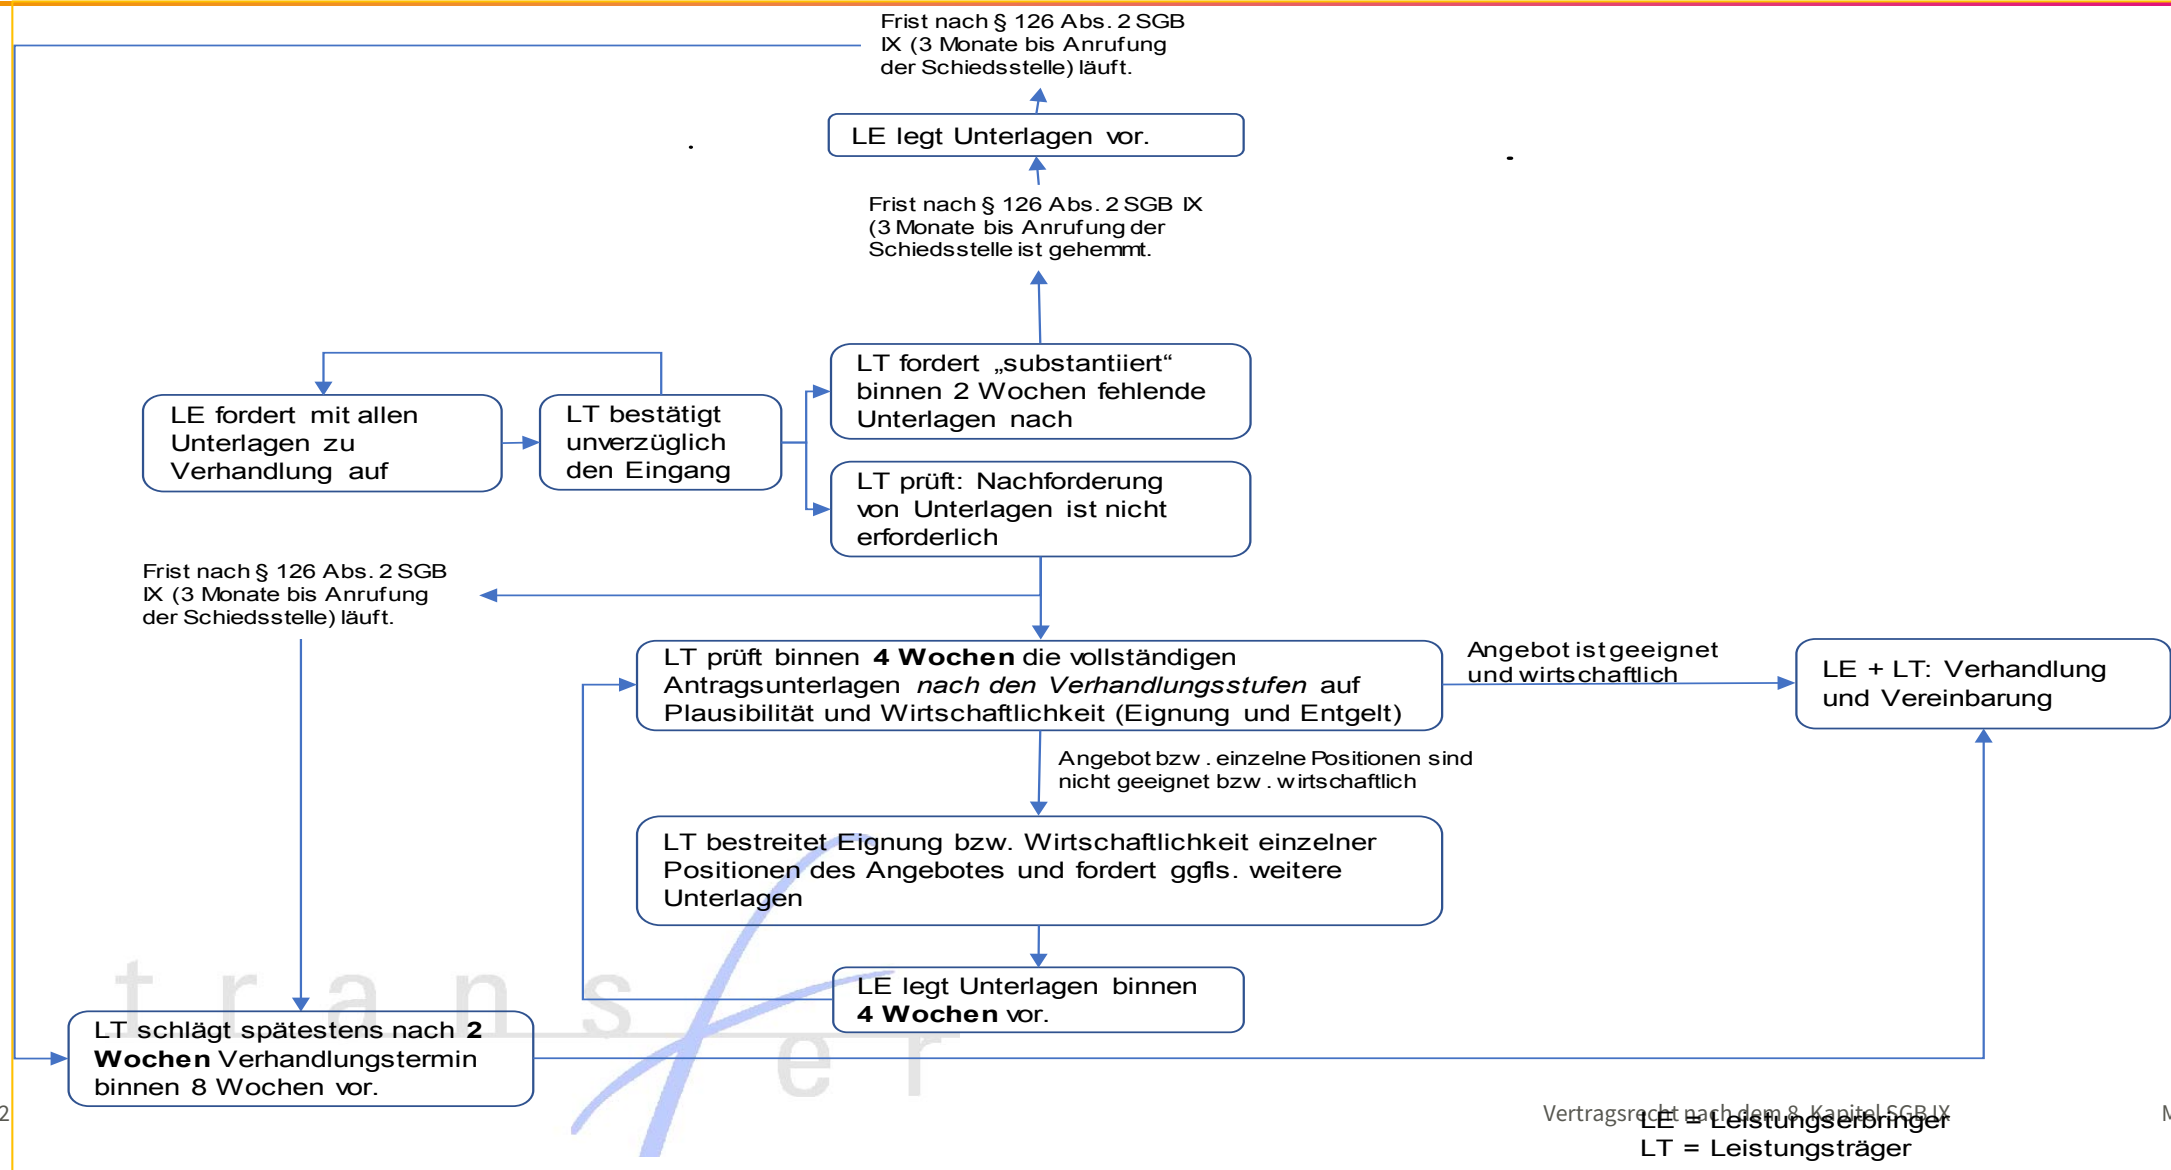 Frist nach § 126 Abs. 2 SGB
IX (3 Monate bis Anrufung
der Schiedsstelle) läuft.
LE legt Unterlagen vor.
Frist nach § 126 Abs. 2 SGB IX
(3 Monate bis Anrufung der
Schiedsstelle ist gehemmt.
LT fordert „substantiiert“
binnen 2 Wochen fehlende
Unterlagen nach
LE fordert mit allen
Unterlagen zu
Verhandlung auf
LT bestätigt
unverzüglich
den Eingang
LT prüft: Nachforderung
von Unterlagen ist nicht
erforderlich
Frist nach § 126 Abs. 2 SGB
IX (3 Monate bis Anrufung
der Schiedsstelle) läuft.
LT prüft binnen 4 Wochen die vollständigen
Antragsunterlagen nach den Verhandlungsstufen auf
Plausibilität und Wirtschaftlichkeit (Eignung und Entgelt)
Angebot ist geeignet
und wirtschaftlich
LE + LT: Verhandlung
und Vereinbarung
Angebot bzw. einzelne Positionen sind
nicht geeignet bzw. wirtschaftlich
LT bestreitet Eignung bzw. Wirtschaftlichkeit einzelner
Positionen des Angebotes und fordert ggfls. weitere
Unterlagen
LE legt Unterlagen binnen
4 Wochen vor.
trans
er
LT schlägt spätestens nach 2
Wochen Verhandlungstermin
binnen 8 Wochen vor.
2
Vertragsrecht nach dem 8. Kapitel SGB IX
M
LE = Leistungserbringer
LT = Leistungsträger